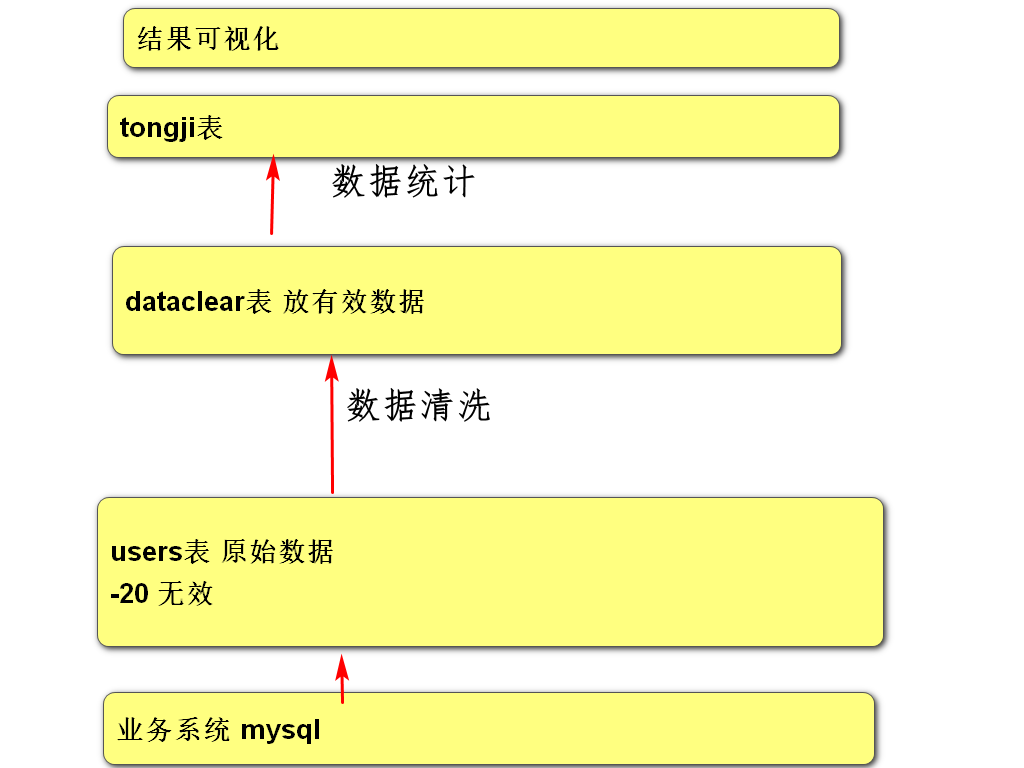 结果可视化
tongji表
数据统计
dataclear表 放有效数据
数据清洗
users表 原始数据
-20 无效
业务系统 mysql